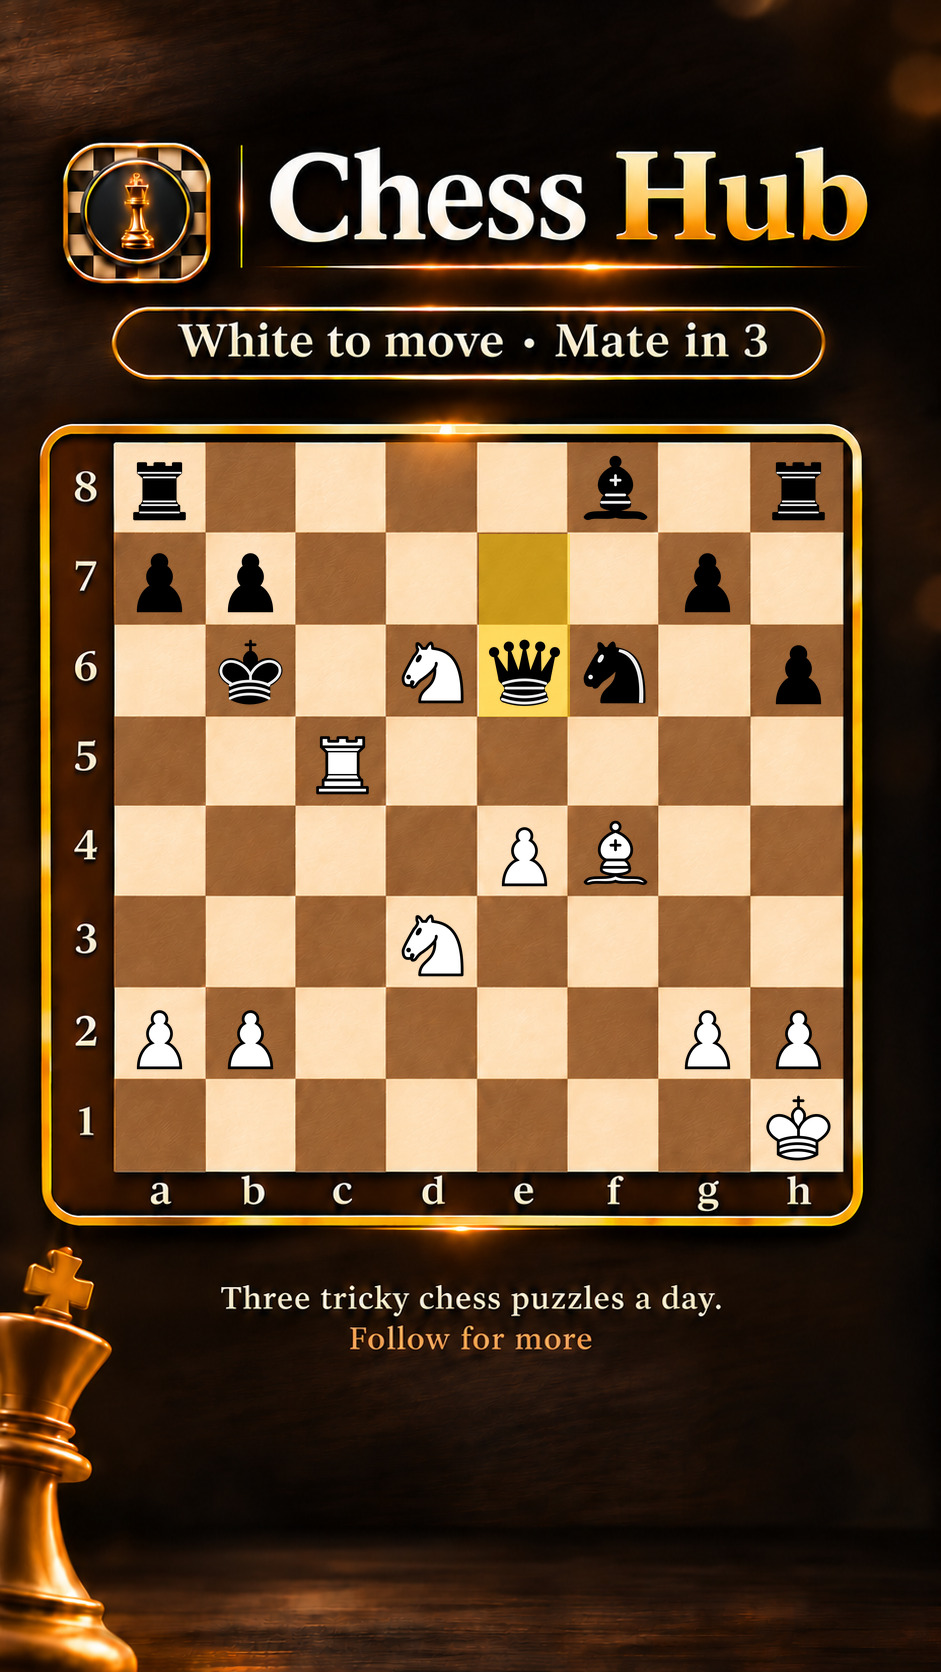 Chess Hub
White to move • Mate in 3
8
7
6
5
4
3
2
1
a b c d e f g h
Three tricky chess puzzles a day.
Follow for more